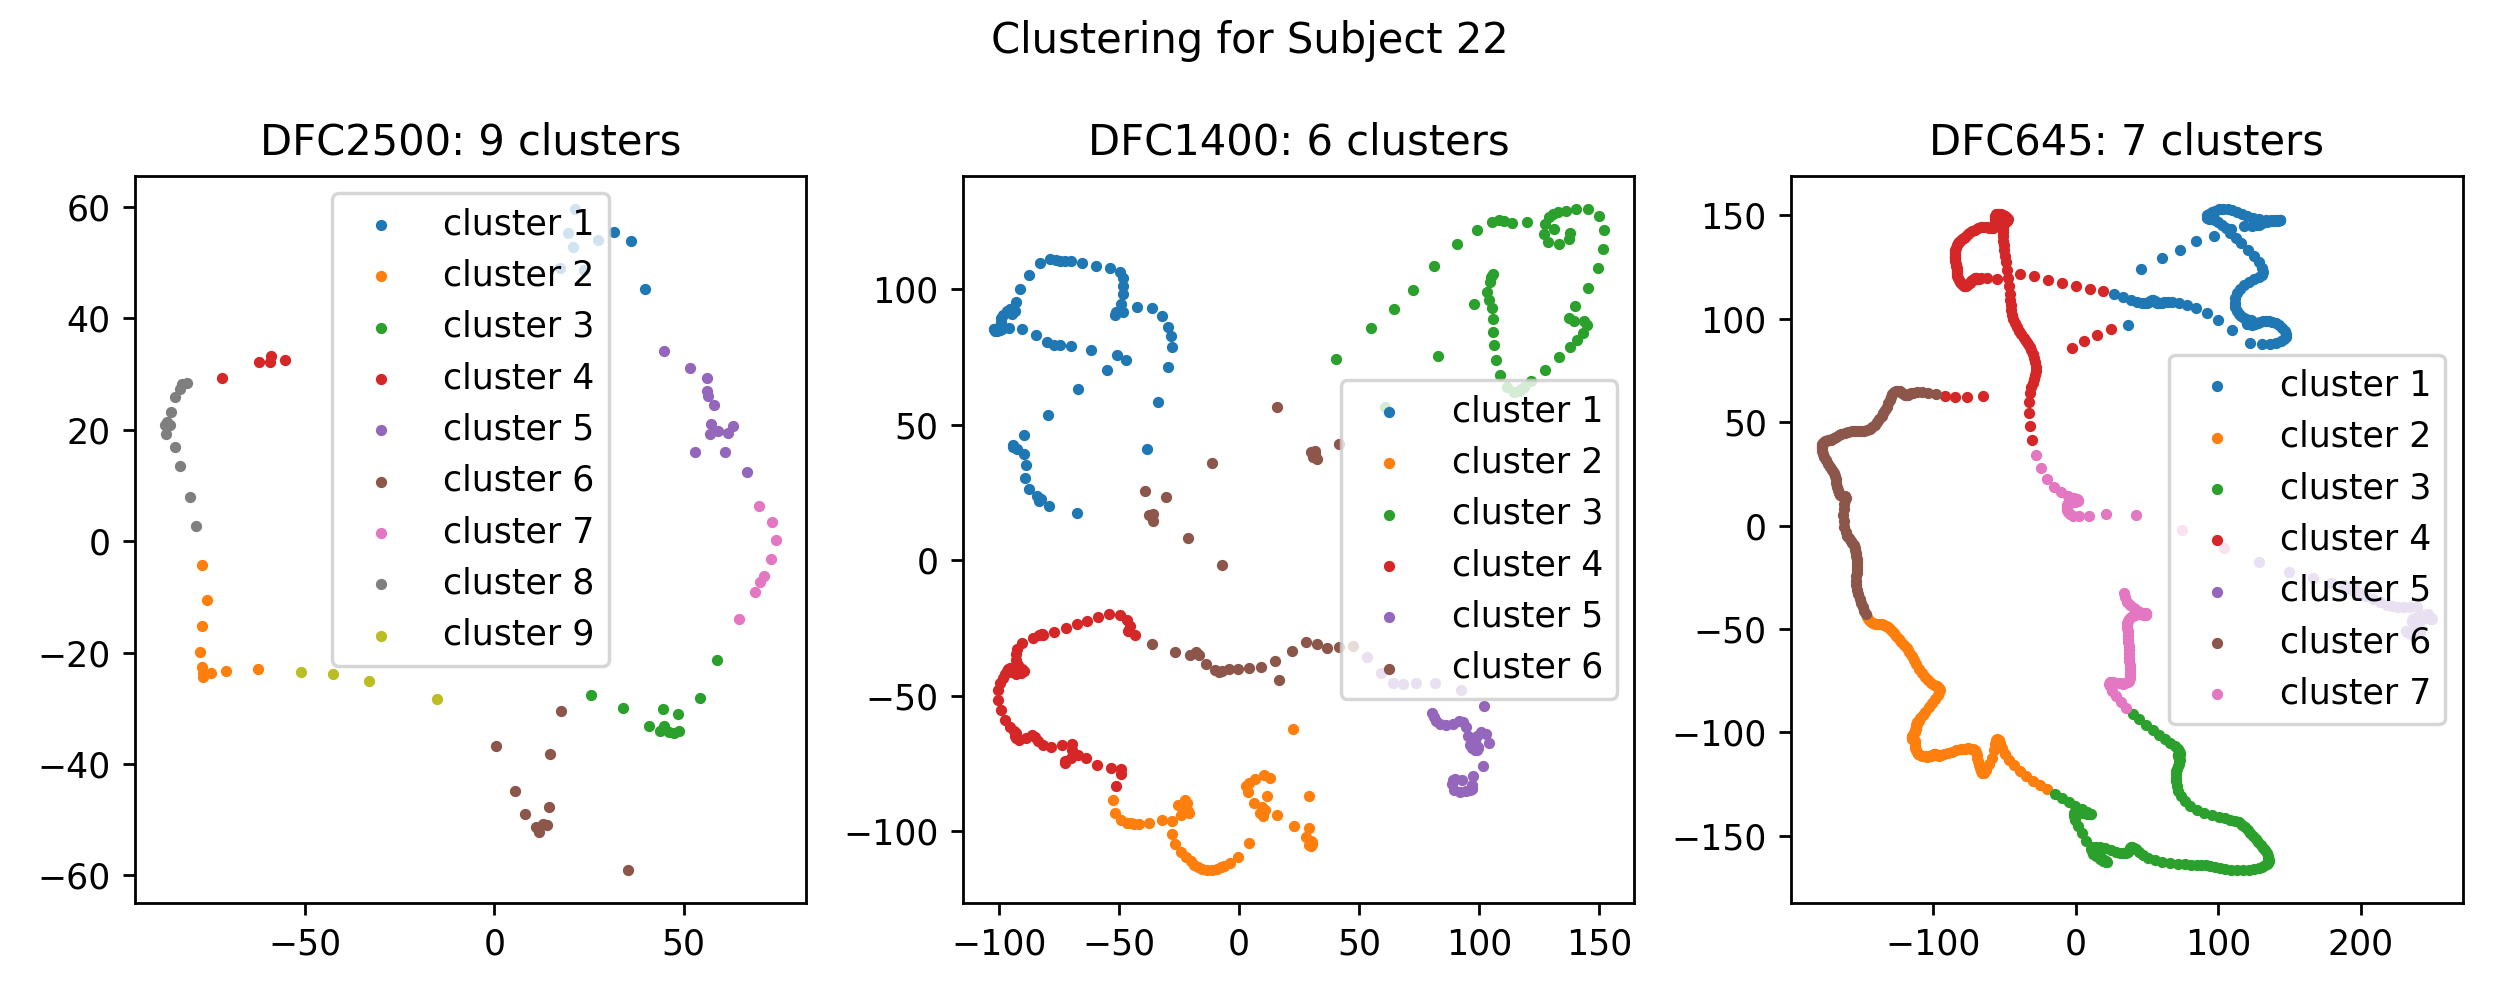 Clustering for Subject 22
DFC2500: 9 clusters
60
40
20
0
−20
−40
−60
−50
0
50
cluster 1
cluster 2
cluster 3
cluster 4
cluster 5
cluster 6
cluster 7
cluster 8
cluster 9
DFC1400: 6 clusters
100
50
0
−50
−100
−100
−50
0
50
100
150
cluster 1
cluster 2
cluster 3
cluster 4
cluster 5
cluster 6
DFC645: 7 clusters
150
100
50
0
−50
−100
−150
−100
0
100
200
cluster 1
cluster 2
cluster 3
cluster 4
cluster 5
cluster 6
cluster 7